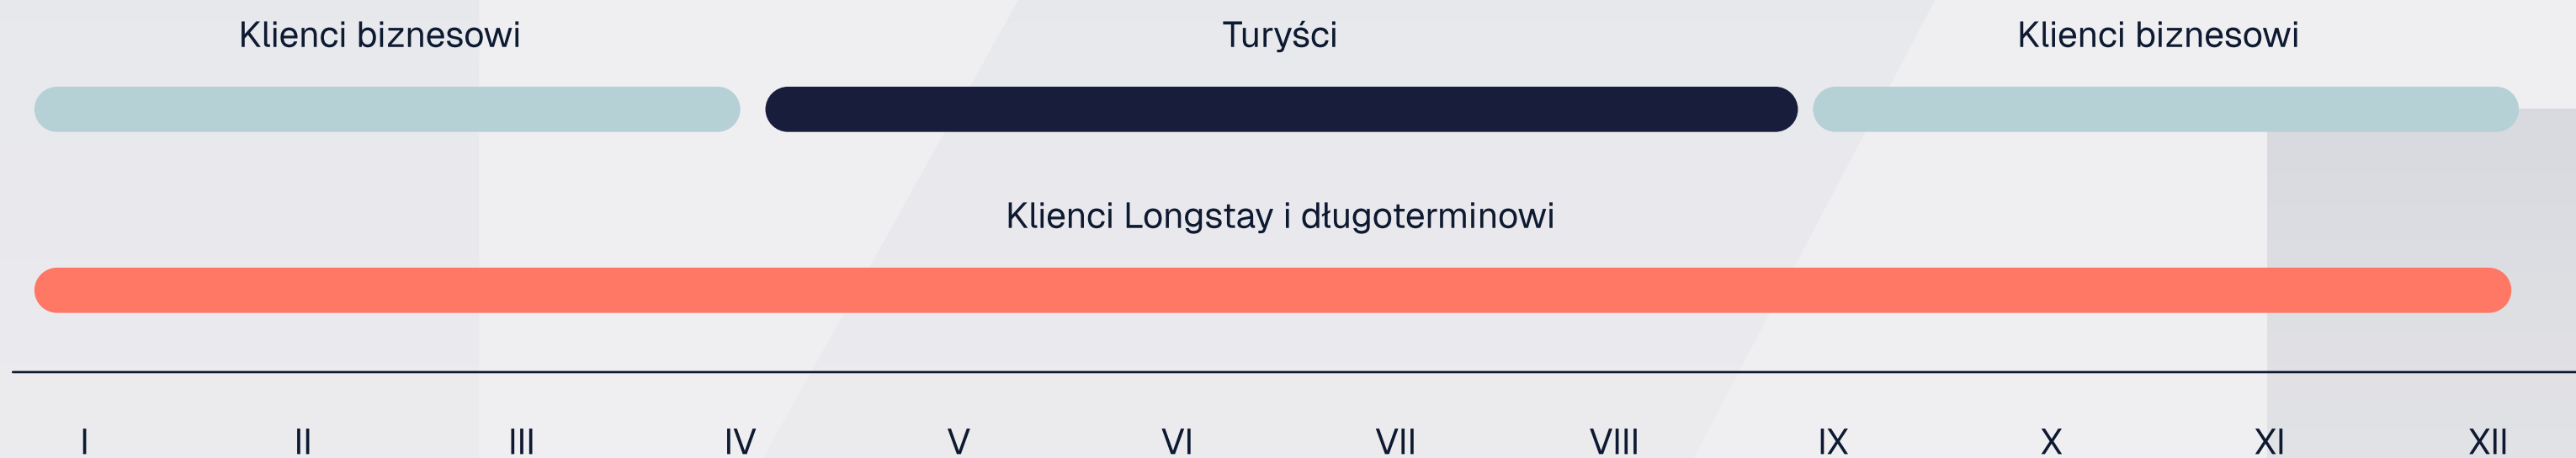 Klienci biznesowi
Turyści
Klienci biznesowi
Klienci Longstay i długoterminowi
I II III IV V VI VII VIII IX X XI XII